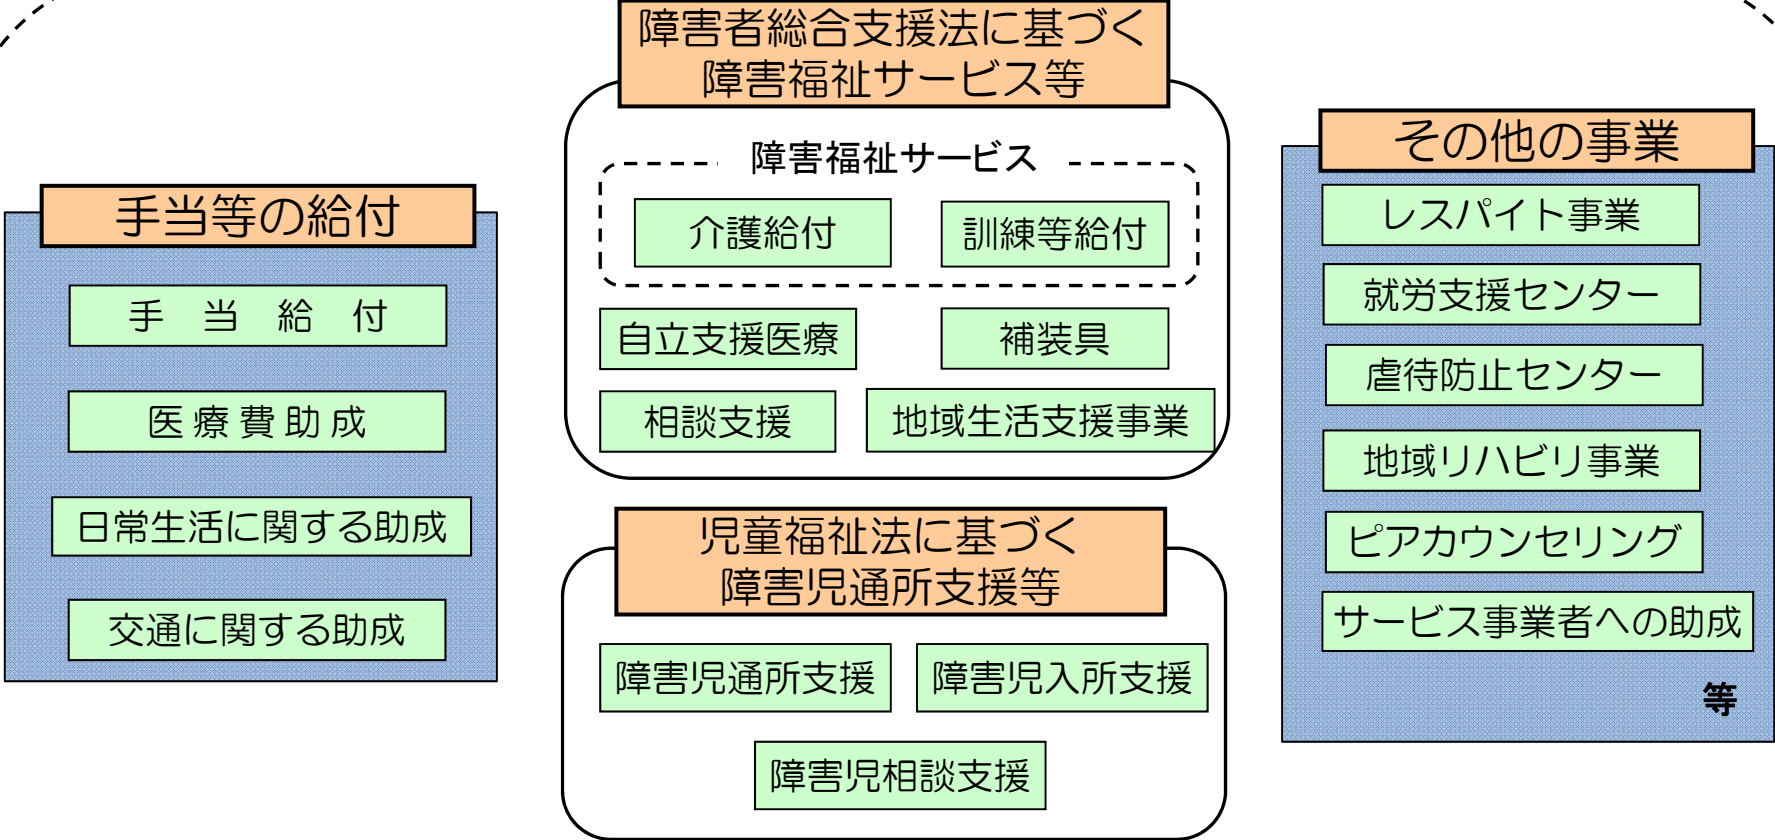 障害者総合支援法に基づく
障害福祉サービス等
障害福祉サービス
介護給付
訓練等給付
自立支援医療
補装具
相談支援
地域生活支援事業
手当等の給付
手当給付
医療費助成
日常生活に関する助成
交通に関する助成
児童福祉法に基づく
障害児通所支援等
障害児通所支援
障害児入所支援
障害児相談支援
その他の事業
レスパイト事業
就労支援センター
虐待防止センター
地域リハビリ事業
ピアカウンセリング
サービス事業者への助成
等